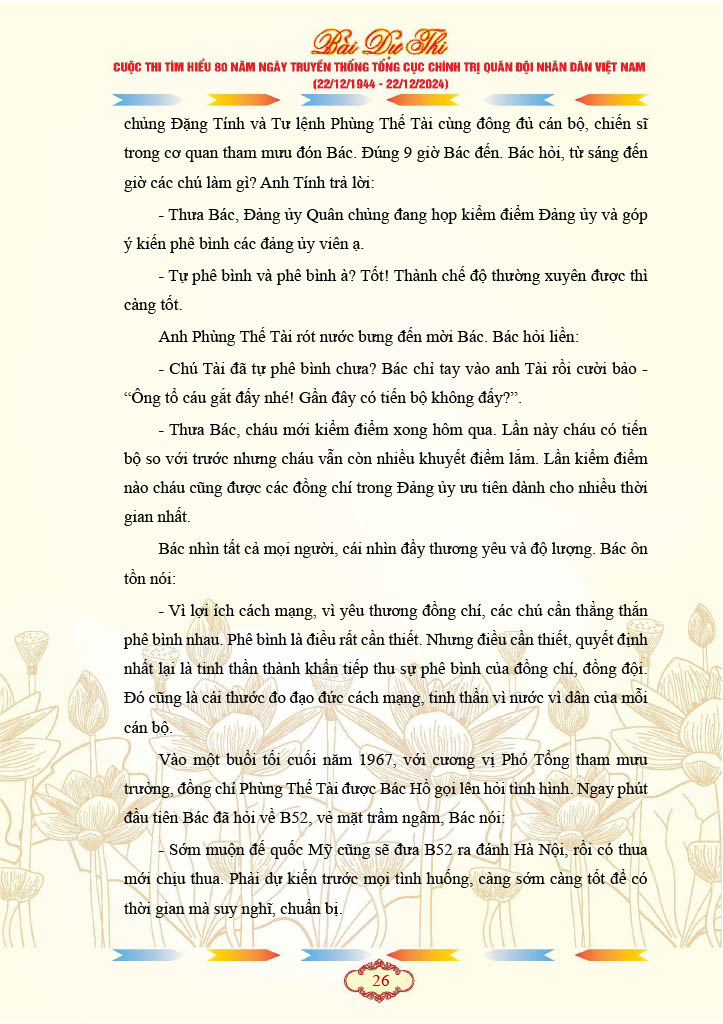 Bài Dự Thi
CUỘC THI TÌM HIỂU 80 NĂM NGÀY TRUYỀN THỐNG TỔNG CỤC CHÍNH TRỊ QUÂN ĐỘI NHÂN DÂN VIỆT NAM
(22/12/1944 - 22/12/2024)
chủng Đặng Tính và Tư lệnh Phùng Thế Tài cùng đông đủ cán bộ, chiến sĩ
trong cơ quan tham mưu đón Bác. Đúng 9 giờ Bác đến. Bác hỏi, từ sáng đến
giờ các chú làm gì? Anh Tính trả lời:
- Thưa Bác, Đảng ủy Quân chủng đang họp kiểm điểm Đảng ủy và góp
ý kiến phê bình các đảng ủy viên ạ.
- Tự phê bình và phê bình à? Tốt! Thành chế độ thường xuyên được thì
càng tốt.
Anh Phùng Thế Tài rót nước bưng đến mời Bác. Bác hỏi liền:
- Chú Tài đã tự phê bình chưa? Bác chỉ tay vào anh Tài rồi cười bảo -
“Ông tổ cáu gắt đấy nhé! Gần đây có tiến bộ không đấy?”.
- Thưa Bác, cháu mới kiểm điểm xong hôm qua. Lần này cháu có tiến
bộ so với trước nhưng cháu vẫn còn nhiều khuyết điểm lắm. Lần kiểm điểm
nào cháu cũng được các đồng chí trong Đảng ủy ưu tiên dành cho nhiều thời
gian nhất.
Bác nhìn tất cả mọi người, cái nhìn đầy thương yêu và độ lượng. Bác ôn
tồn nói:
- Vì lợi ích cách mạng, vì yêu thương đồng chí, các chú cần thẳng thắn
phê bình nhau. Phê bình là điều rất cần thiết. Nhưng điều cần thiết, quyết định
nhất lại là tinh thần thành khẩn tiếp thu sự phê bình của đồng chí, đồng đội.
Đó cũng là cái thước đo đạo đức cách mạng, tinh thần vì nước vì dân của mỗi
cán bộ.
Vào một buổi tối cuối năm 1967, với cương vị Phó Tổng tham mưu
trưởng, đồng chí Phùng Thế Tài được Bác Hồ gọi lên hỏi tình hình. Ngay phút
đầu tiên Bác đã hỏi về B52, vẻ mặt trầm ngâm, Bác nói:
- Sớm muộn đế quốc Mỹ cũng sẽ đưa B52 ra đánh Hà Nội, rồi có thua
mới chịu thua. Phải dự kiến trước mọi tình huống, càng sớm càng tốt để có
thời gian mà suy nghĩ, chuẩn bị.
26